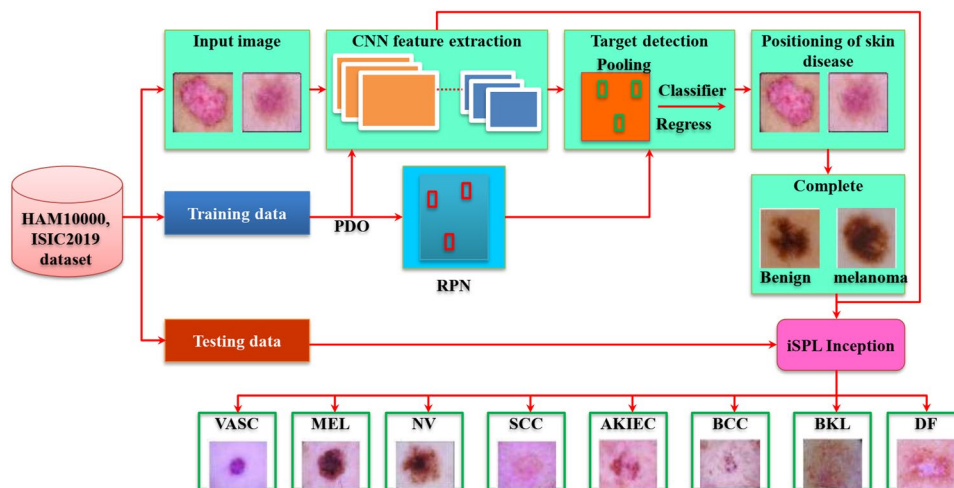 Input image
CNN feature extraction
Target detection
Pooling
Classifier
Regress
Positioning of skin
disease
HAM10000,
ISIC2019
dataset
Training data
PDO
RPN
Complete
Benign
melanoma
Testing data
iSPL Inception
VASC
MEL
NV
SCC
AKIEC
BCC
BKL
DF